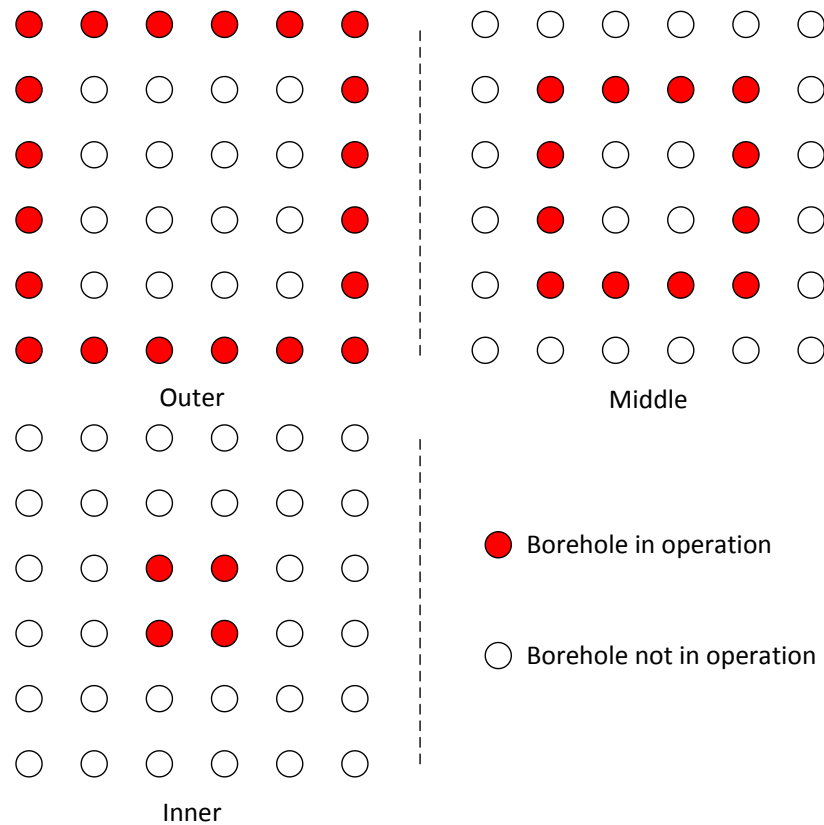 Outer
Middle
Borehole in operation
Borehole not in operation
Inner